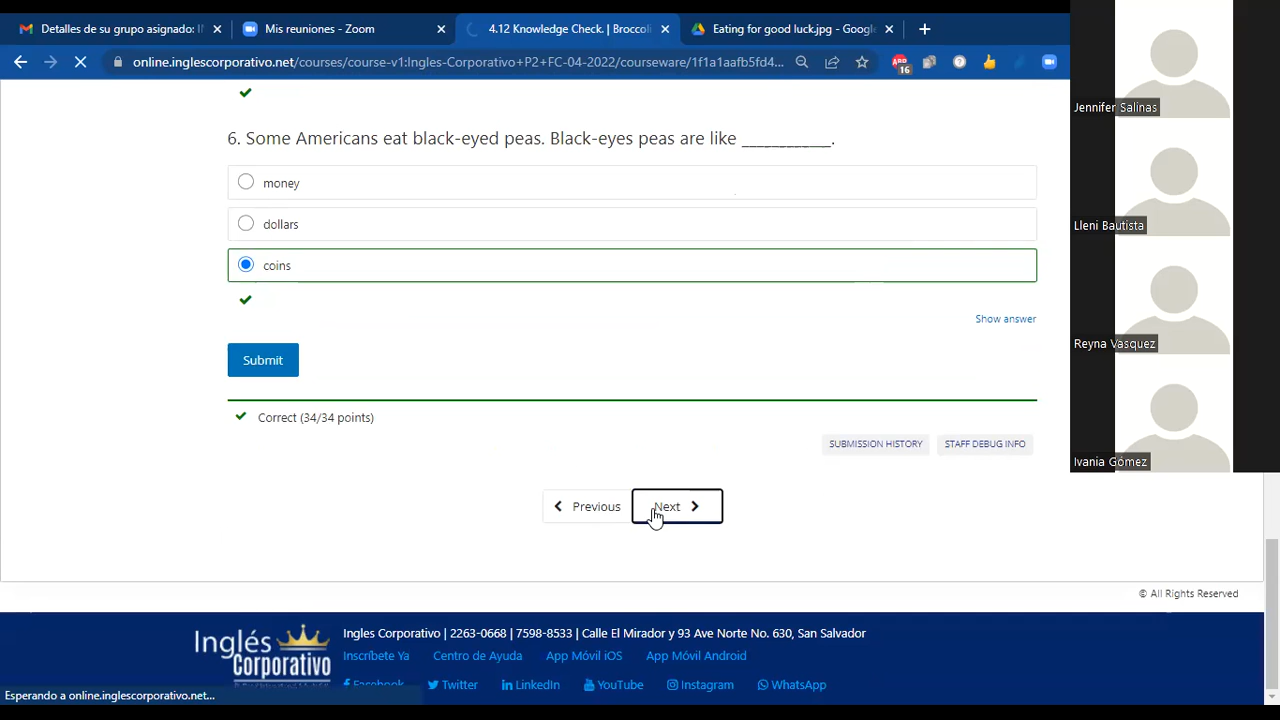 Detalles de su grupo asignado: II
Mis reuniones - Zoom
4.12 Knowledge Check. | Broccoli
Eating for good luck.jpg - Google
online.inglescorporativo.net/courses/course-v1:Ingles-Corporativo+P2+FC-04-2022/courseware/1f1a1aafb5fd4...
16
Jennifer Salinas
6. Some Americans eat black-eyed peas. Black-eyes peas are like ____________.
money
Lleni Bautista
dollars
coins
Show answer
Reyna Vasquez
Submit
Correct (34/34 points)
SUBMISSION HISTORY
STAFF DEBUG INFO
Ivania Gómez
Previous
Next
© All Rights Reserved
Inglés Corporativo
Ingles Corporativo | 2263-0668 | 7598-8533 | Calle El Mirador y 93 Ave Norte No. 630, San Salvador
Inscríbete Ya
Centro de Ayuda
App Móvil iOS
App Móvil Android
Facebook
Twitter
LinkedIn
YouTube
Instagram
WhatsApp
Esperando a online.inglescorporativo.net...